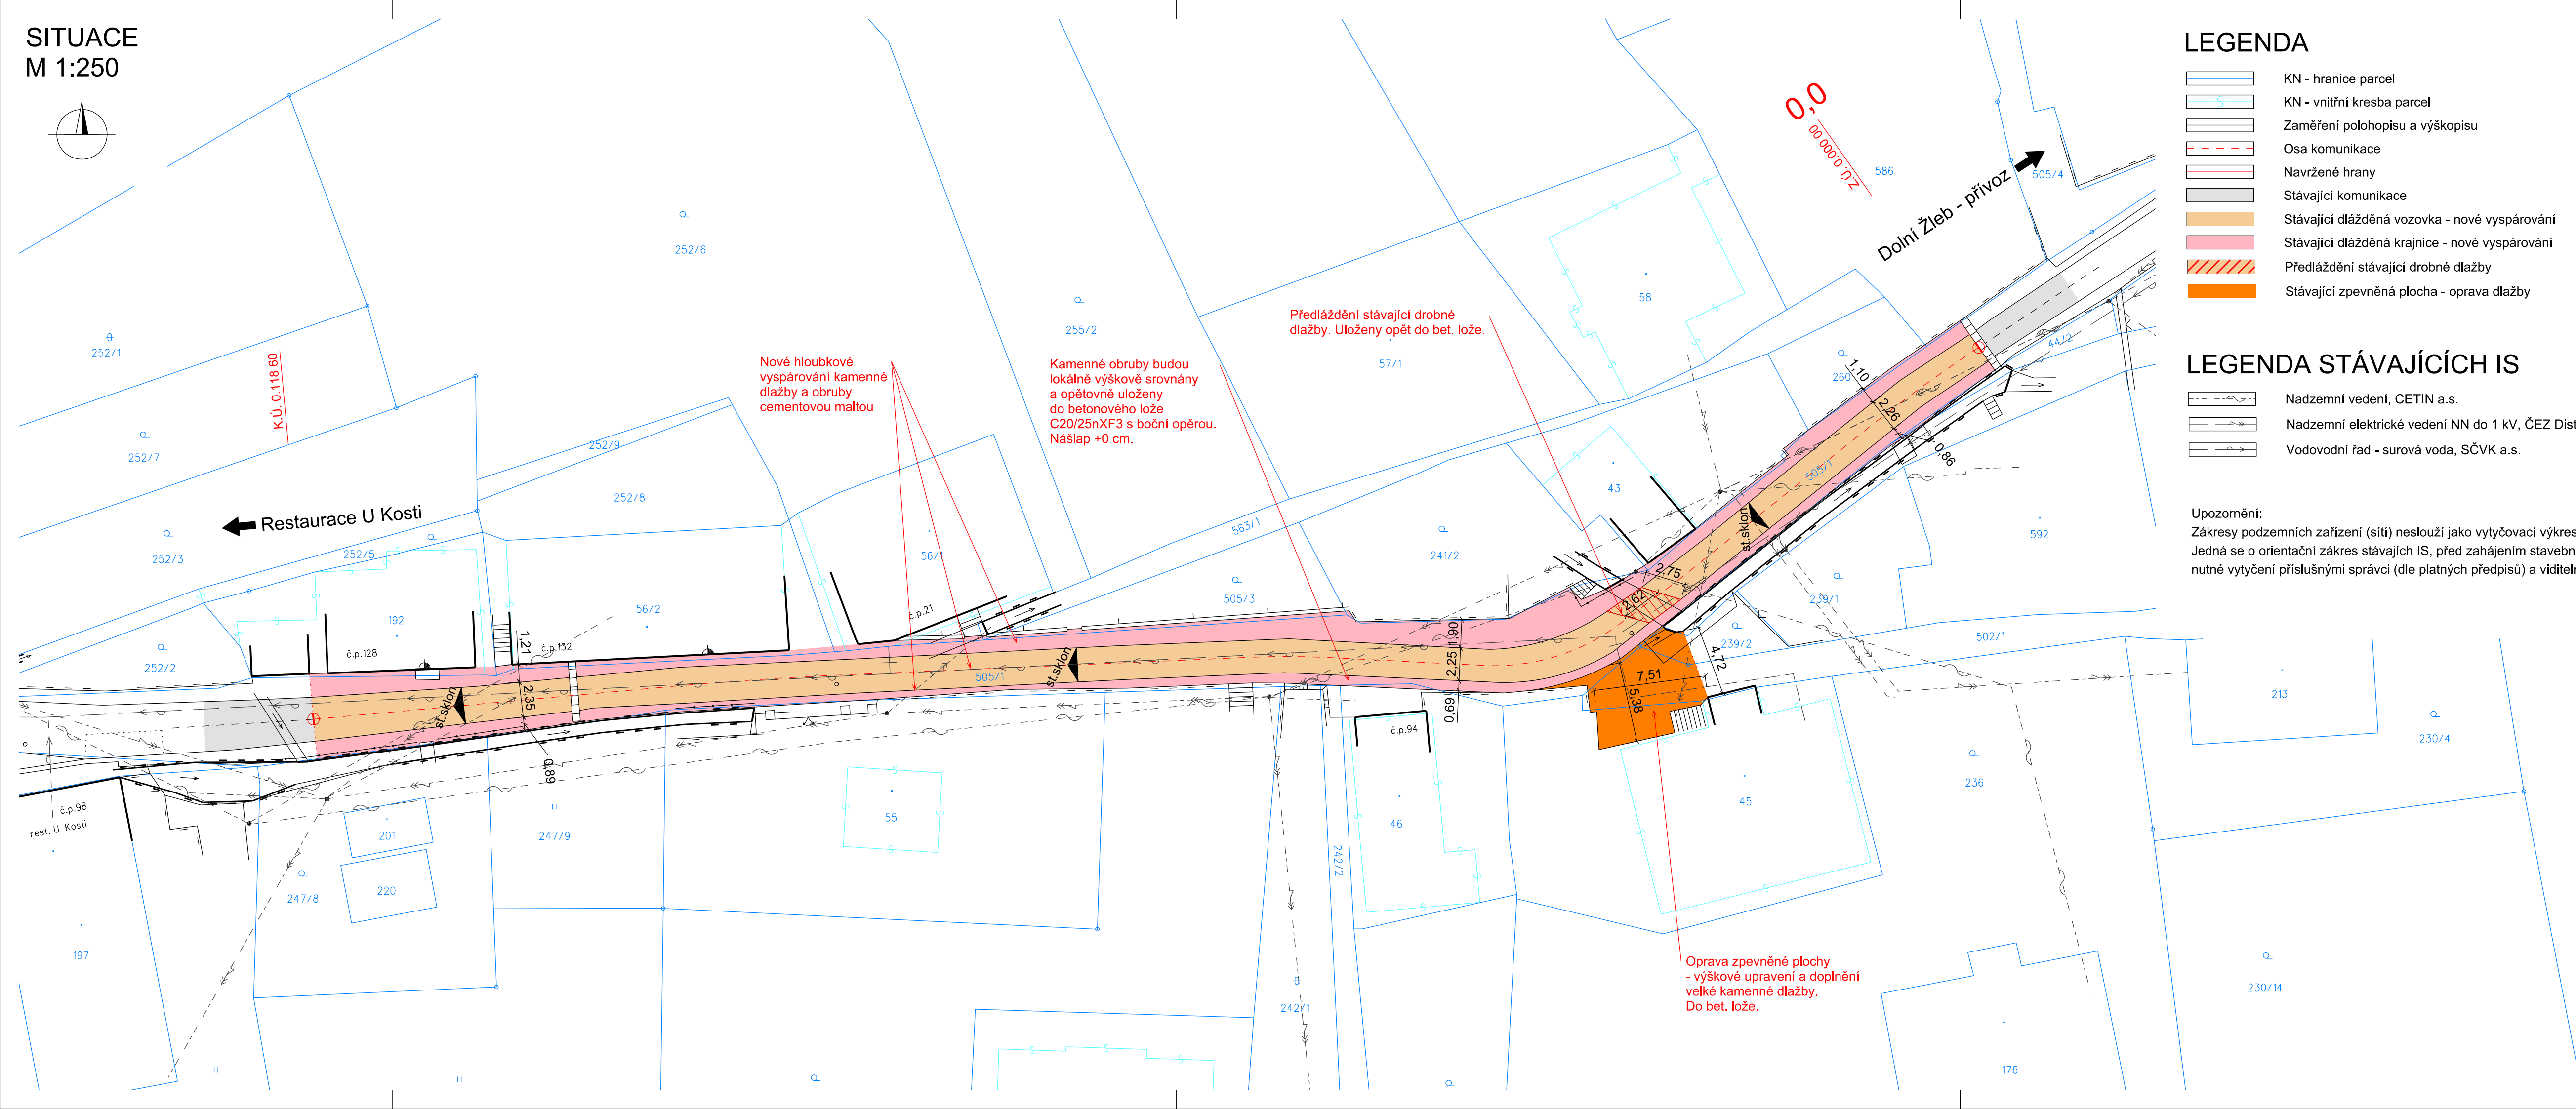 SITUACE
M 1:250
LEGENDA
KN - hranice parcel
KN - vnitřní kresba parcel
Zaměření polohopisu a výškopisu
Osa komunikace
Navržené hrany
Stávající komunikace
Stávající dlážděná vozovka - nové vyspárování
Stávající dlážděná krajnice - nové vyspárování
Předláždění stávající drobné dlažby
Stávající zpevněná plocha - oprava dlažby
LEGENDA STÁVAJÍCÍCH IS
Nadzemní vedení, CETIN a.s.
Nadzemní elektrické vedení NN do 1 kV, ČEZ Dist
Vodovodní řad - surová voda, SČVK a.s.
Upozornění:
Zákresy podzemních zařízení (sítí) neslouží jako vytyčovací výkres
Jedná se o orientační zákres stávajích IS, před zahájením stavebn
nutné vytyčení příslušnými správci (dle platných předpisů) a viditeln
0,0
Z.Ú. 0.000 00
586
Dolní Žleb - přívoz
505/4
252/6
252/1
K.Ú. 0.118 60
252/7
252/3
Restaurace U Kosti
252/5
252/9
252/8
255/2
58
57/1
Předláždění stávající drobné
dlažby. Uloženy opět do bet. lože.
Nové hloubkové
vyspárování kamenné
dlažby a obruby
cementovou maltou
Kamenné obruby budou
lokálně výškově srovnány
a opětovně uloženy
do betonového lože
C20/25nXF3 s boční opěrou.
Nášlap +0 cm.
260
44/2
1,10
2,26
0,86
505/1
43
563/1
241/2
56/1
505/3
592
st.sklon
2,75
2,62
239/1
239/2
502/1
4,72
192
56/2
č.p.21
č.p.128
č.p.132
252/2
1,21
2,35
0,89
st.sklon
505/1
st.sklon
1,90
2,25
0,69
7,51
5,38
č.p.94
č.p.98
rest. U Kosti
201
220
247/8
247/9
55
46
45
236
213
230/4
242/2
197
242/1
Oprava zpevněné plochy
- výškové upravení a doplnění
velké kamenné dlažby.
Do bet. lože.
230/14
176